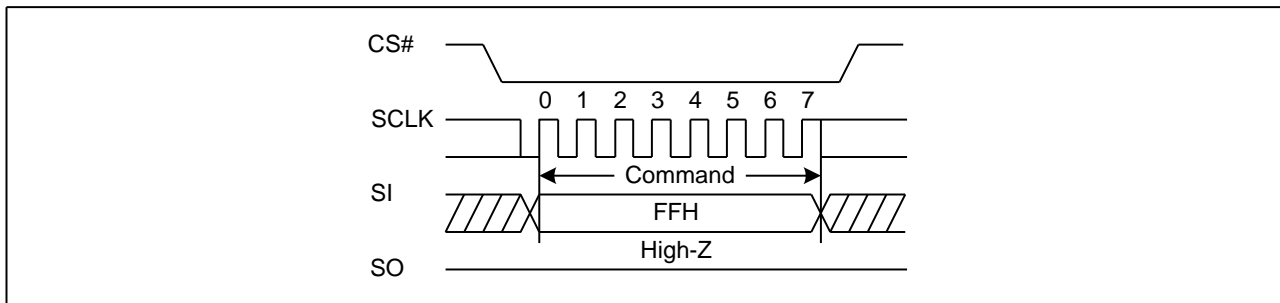 CS#
0 1 2 3 4 5 6 7
SCLK
Command
SI
FFH
High-Z
SO